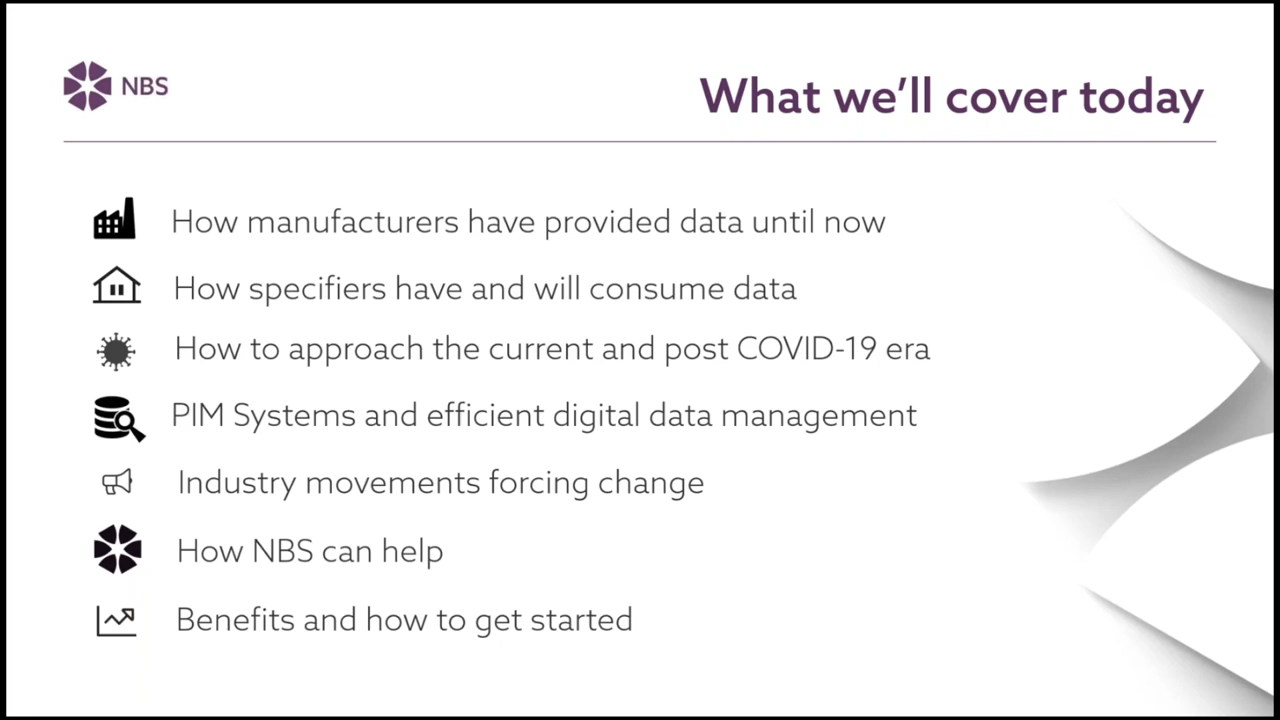 NBS
What we'll cover today
How manufacturers have provided data until now
How specifiers have and will consume data
How to approach the current and post COVID-19 era
PIM Systems and efficient digital data management
Industry movements forcing change
How NBS can help
Benefits and how to get started